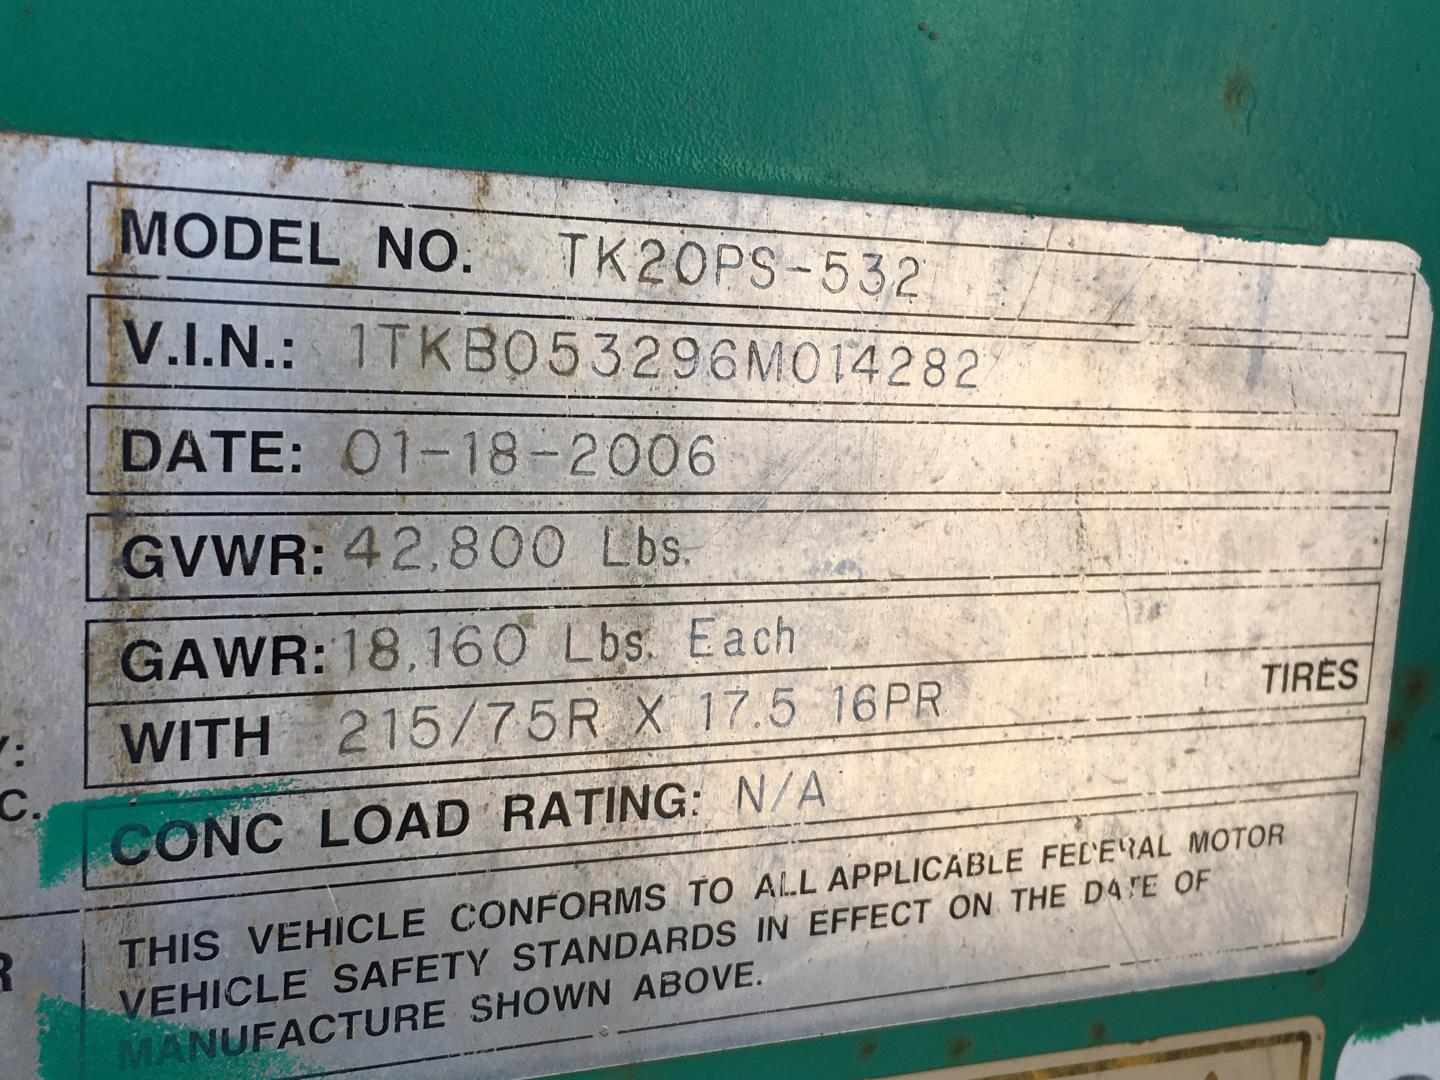 MODEL NO. TK20PS-532
V.I.N.: 1TKB053296M014282
DATE: 01-18-2006
GVWR: 42,800 Lbs.
GAWR: 18,160 Lbs. Each
WITH 215/75R X 17.5 16PR TIRES
CONC LOAD RATING: N/A
THIS VEHICLE CONFORMS TO ALL APPLICABLE FEDERAL MOTOR
VEHICLE SAFETY STANDARDS IN EFFECT ON THE DATE OF
MANUFACTURE SHOWN ABOVE.